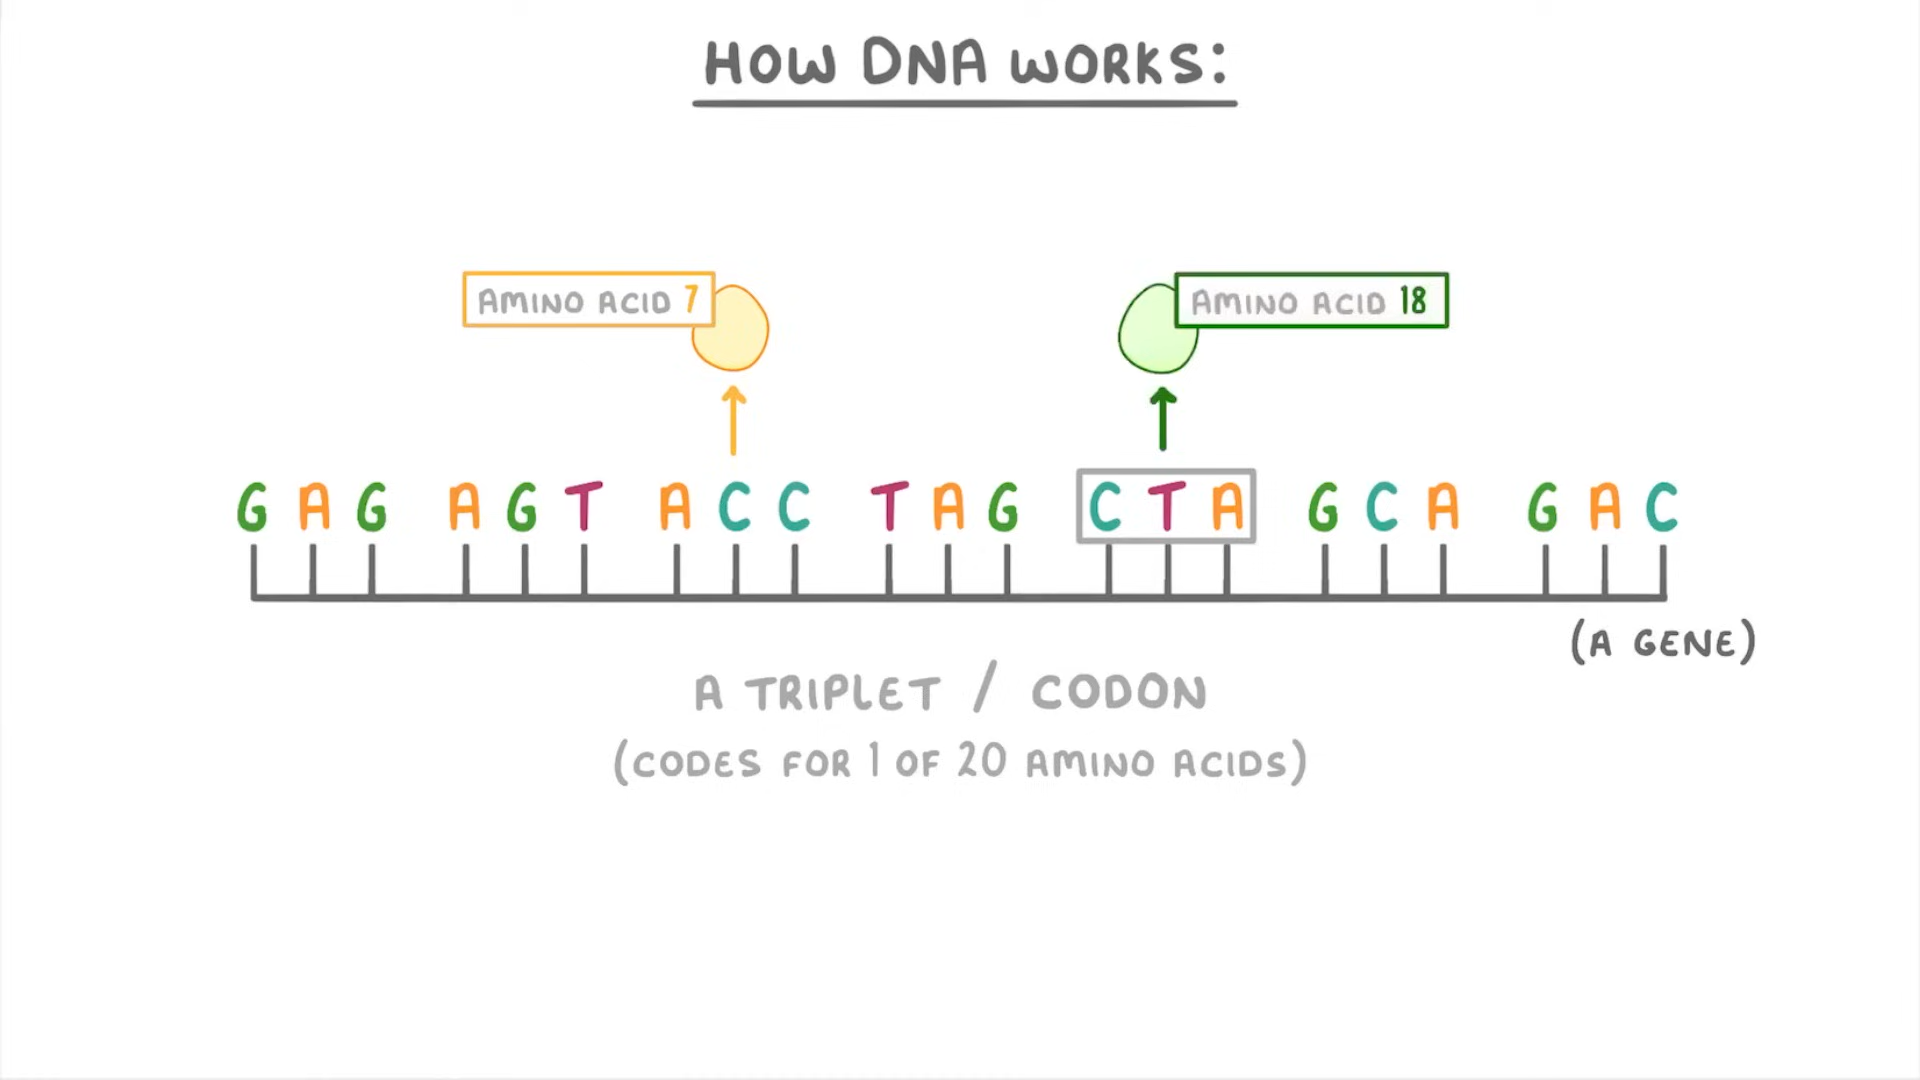 HOW DNA WORKS:
AMINO ACID 7
AMINO ACID 18
G A G A G T A C C T A G C T A G C A G A C
(A GENE)
A TRIPLET / CODON
(CODES FOR 1 OF 20 AMINO ACIDS)